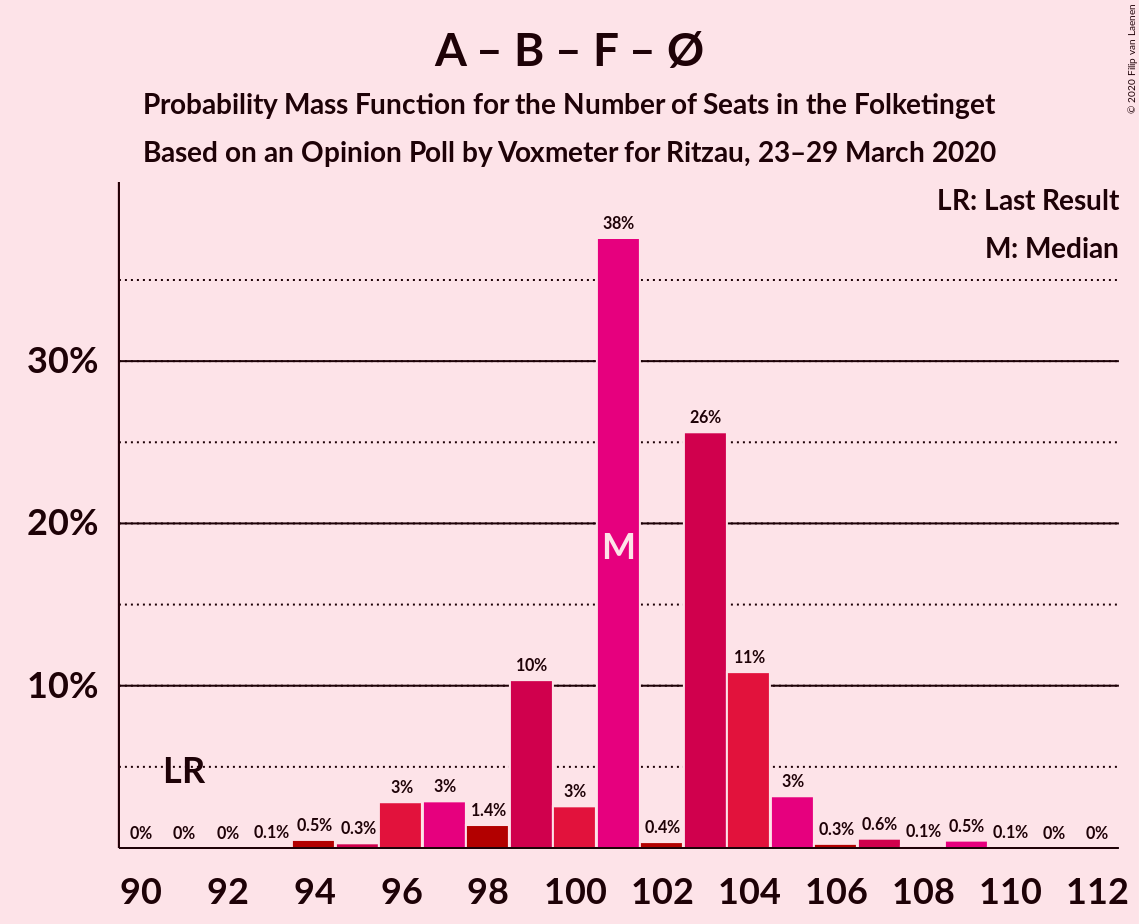 A – B – F – Ø
Probability Mass Function for the Number of Seats in the Folketinget
Based on an Opinion Poll by Voxmeter for Ritzau, 23–29 March 2020
© 2020 Filip van Laenen
LR: Last Result
M: Median
30%
20%
10%
LR
M
0% 0% 0% 0.1% 0.5% 0.3% 3% 3% 1.4% 10% 3% 38% 0.4% 26% 11% 3% 0.3% 0.6% 0.1% 0.5% 0.1% 0% 0%
90 92 94 96 98 100 102 104 106 108 110 112